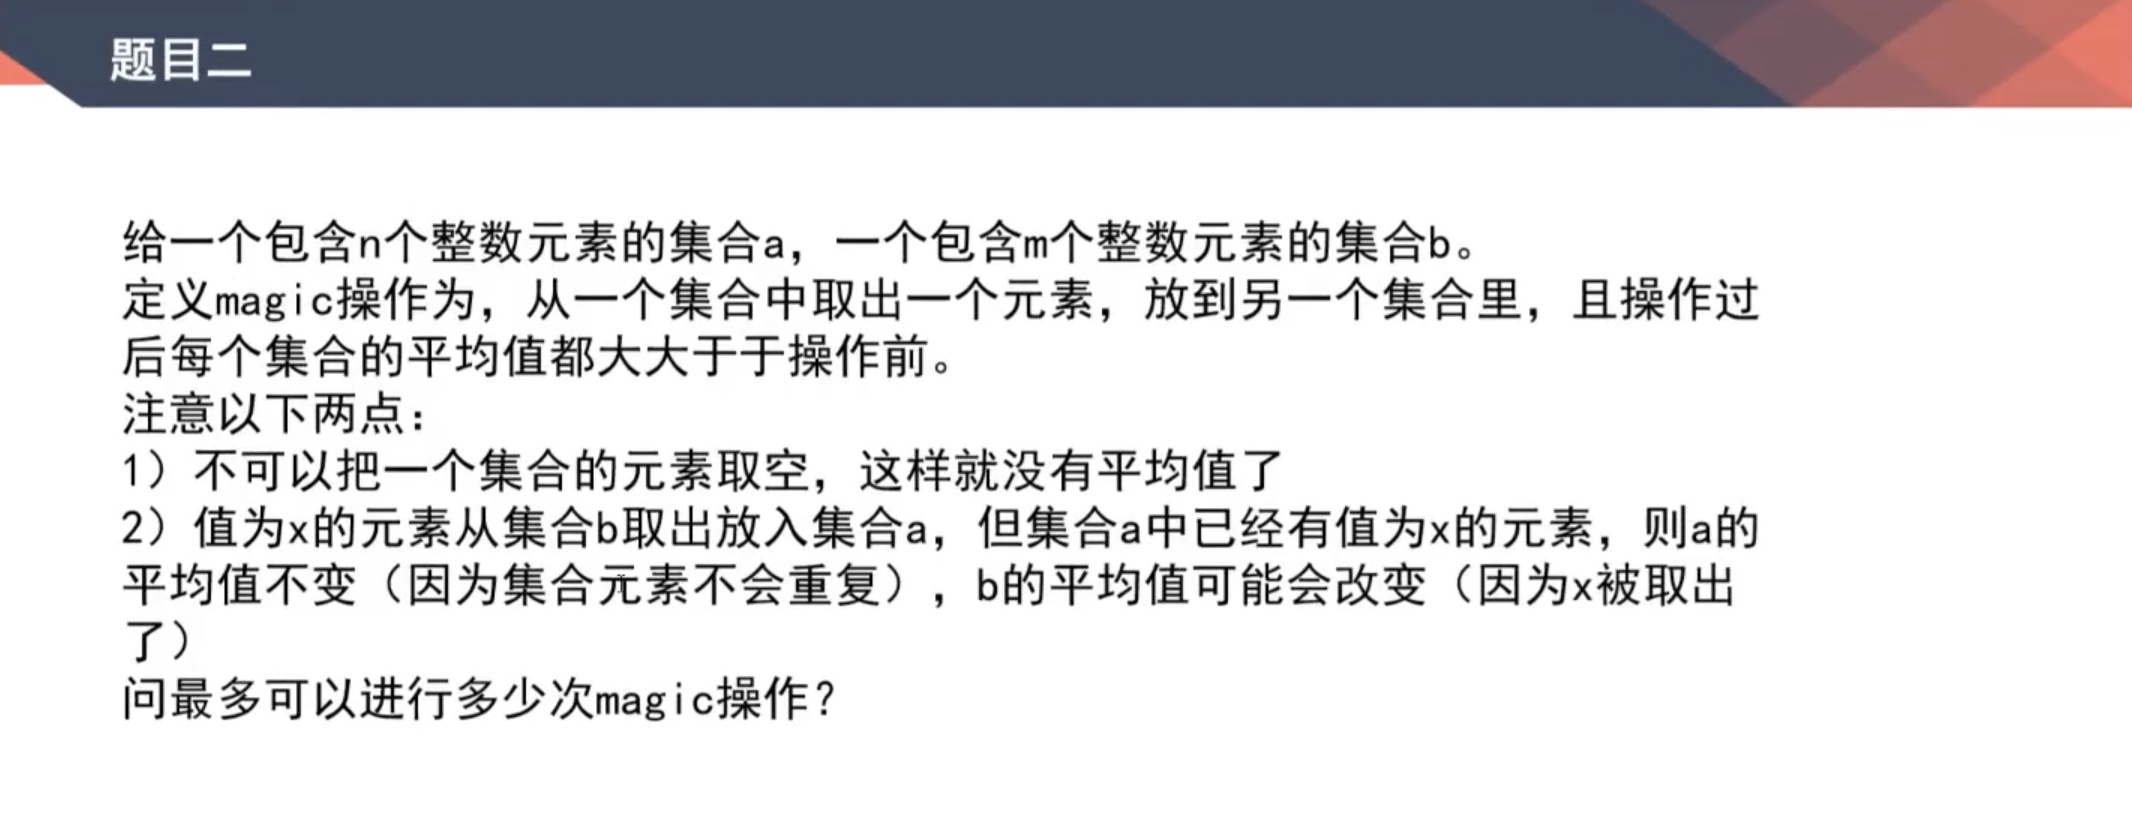 题目二
给一个包含n个整数元素的集合a，一个包含m个整数元素的集合b。
定义magic操作为，从一个集合中取出一个元素，放到另一个集合里，且操作过
后每个集合的平均值都大大于于操作前。
注意以下两点：
1）不可以把一个集合的元素取空，这样就没有平均值了
2）值为x的元素从集合b取出放入集合a，但集合a中已经有值为x的元素，则a的
平均值不变（因为集合元素不会重复），b的平均值可能会改变（因为x被取出
了）
问最多可以进行多少次magic操作？